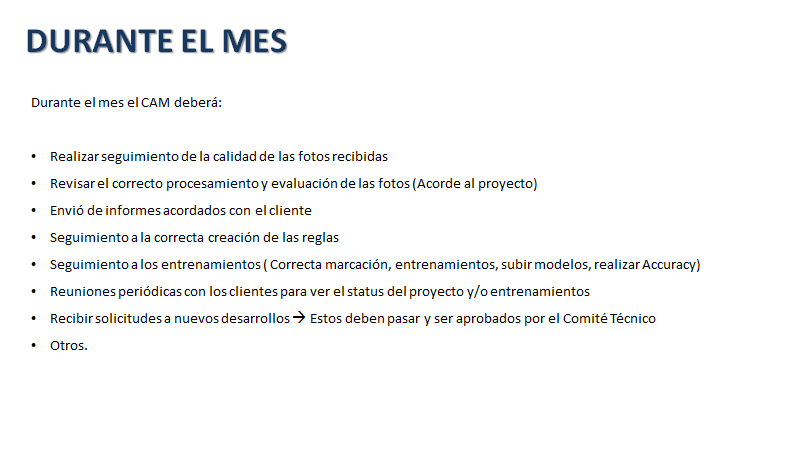 DURANTE EL MES
Durante el mes el CAM deberá:
• Realizar seguimiento de la calidad de las fotos recibidas
• Revisar el correcto procesamiento y evaluación de las fotos (Acorde al proyecto)
• Envió de informes acordados con el cliente
• Seguimiento a la correcta creación de las reglas
• Seguimiento a los entrenamientos ( Correcta marcación, entrenamientos, subir modelos, realizar Accuracy)
• Reuniones periódicas con los clientes para ver el status del proyecto y/o entrenamientos
• Recibir solicitudes a nuevos desarrollos → Estos deben pasar y ser aprobados por el Comité Técnico
• Otros.